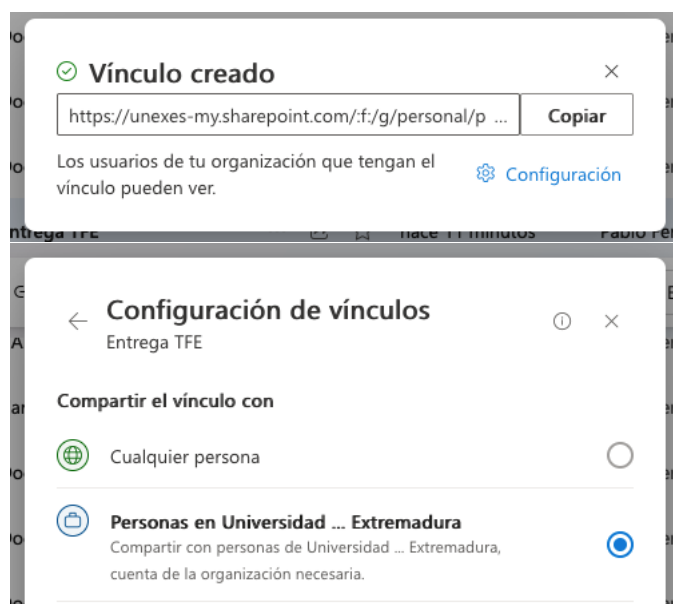 Vínculo creado
https://unexes-my.sharepoint.com/:f:/g/personal/p ...
Copiar
Los usuarios de tu organización que tengan el
vínculo pueden ver.
Configuración
hace 11 minutos
Configuración de vínculos
Entrega TFE
Compartir el vínculo con
Cualquier persona
Personas en Universidad ... Extremadura
Compartir con personas de Universidad ... Extremadura,
cuenta de la organización necesaria.